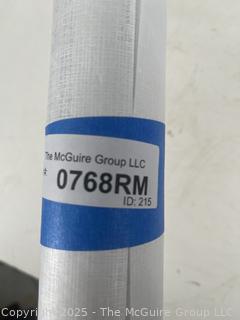 The McGuire Group LLC
* 0768RM
ID: 215
Copyright © 2025 - The McGuire Group LLC